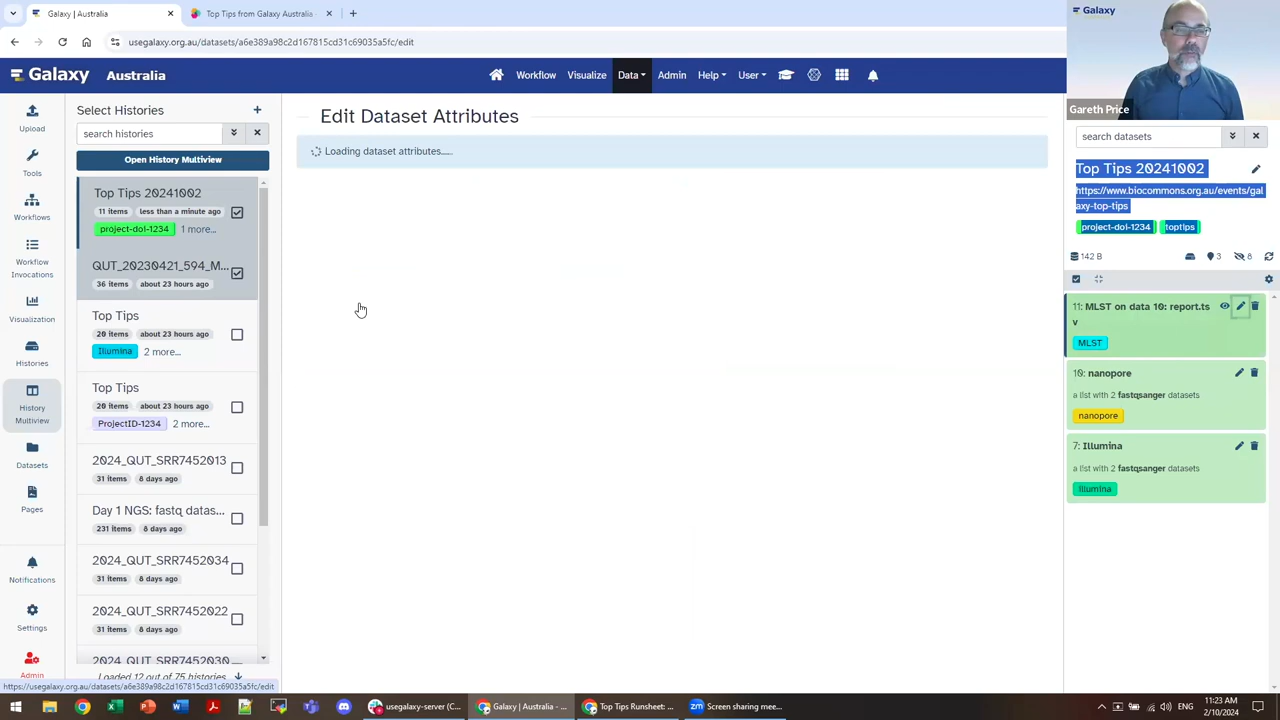 Galaxy | Australia
Top Tips from Galaxy Australia
usegalaxy.org.au/datasets/a6e389a98c2d167815cd31c69035a5fc/edit
Galaxy Australia
Workflow
Visualize
Data
Admin
Help
User
Galaxy
Gareth Price
Upload
Tools
Workflows
Workflow
Invocations
Visualization
Histories
History
Multiview
Datasets
Pages
Notifications
Settings
Admin
Select Histories
search histories
Open History Multiview
Top Tips 20241002
11 items less than a minute ago
project-doi-1234 1 more...
QUT_20230421_594_M...
36 items about 23 hours ago
Top Tips
20 items about 23 hours ago
Illumina 2 more...
Top Tips
20 items about 23 hours ago
ProjectID-1234 2 more...
2024_QUT_SRR7452013
31 items 8 days ago
Day 1 NGS: fastq datas...
231 items 8 days ago
2024_QUT_SRR7452034
31 items 8 days ago
2024_QUT_SRR7452022
31 items 8 days ago
2024_QUT_SRR7452030
Loaded 12 out of 75 histories
https://usegalaxy.org.au/datasets/a6e389a98c2d167815cd31c69035a5fc/edit
Edit Dataset Attributes
Loading dataset attributes......
search datasets
Top Tips 20241002
https://www.biocommons.org.au/events/gal
axy-top-tips
project-doi-1234 toptips
142 B
3
8
11: MLST on data 10: report.ts
v
MLST
10: nanopore
a list with 2 fastqsanger datasets
nanopore
7: Illumina
a list with 2 fastqsanger datasets
illumina
usegalaxy-server (C...
Galaxy | Australia - ...
Top Tips Runsheet: ...
Screen sharing mee...
11:23 AM
2/10/2024